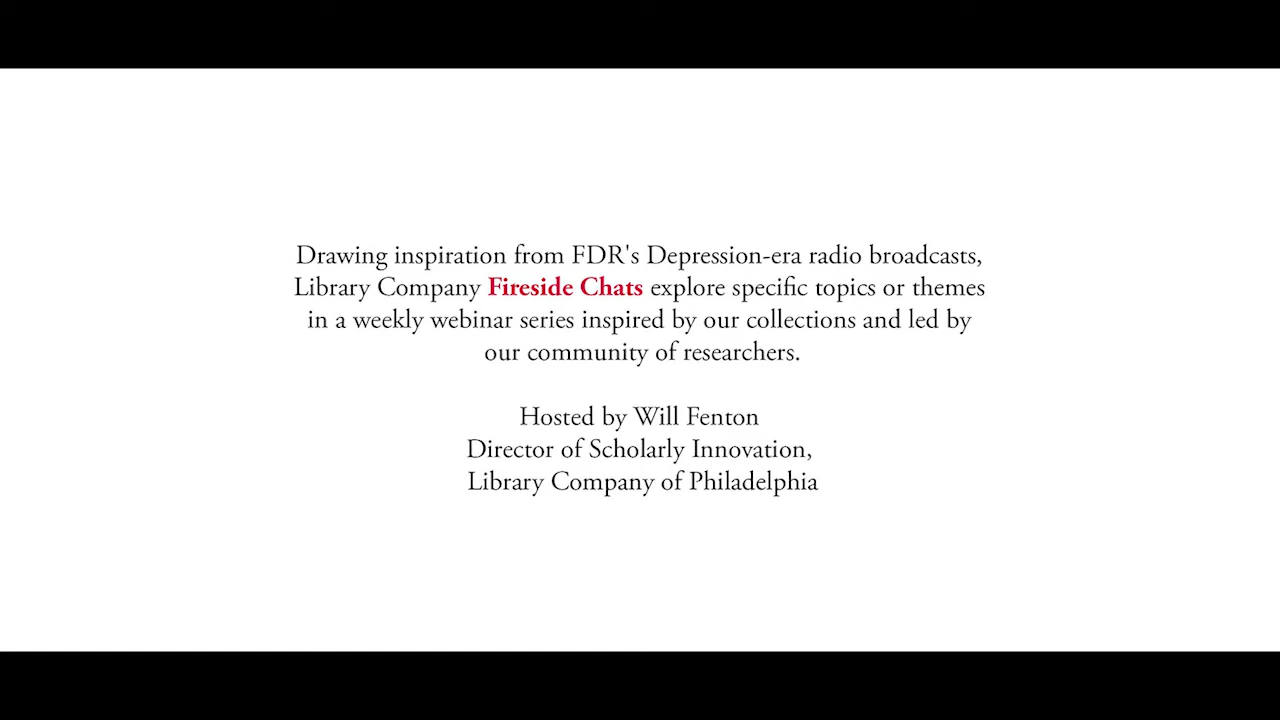 Drawing inspiration from FDR's Depression-era radio broadcasts,
Library Company Fireside Chats explore specific topics or themes
in a weekly webinar series inspired by our collections and led by
our community of researchers.
Hosted by Will Fenton
Director of Scholarly Innovation,
Library Company of Philadelphia